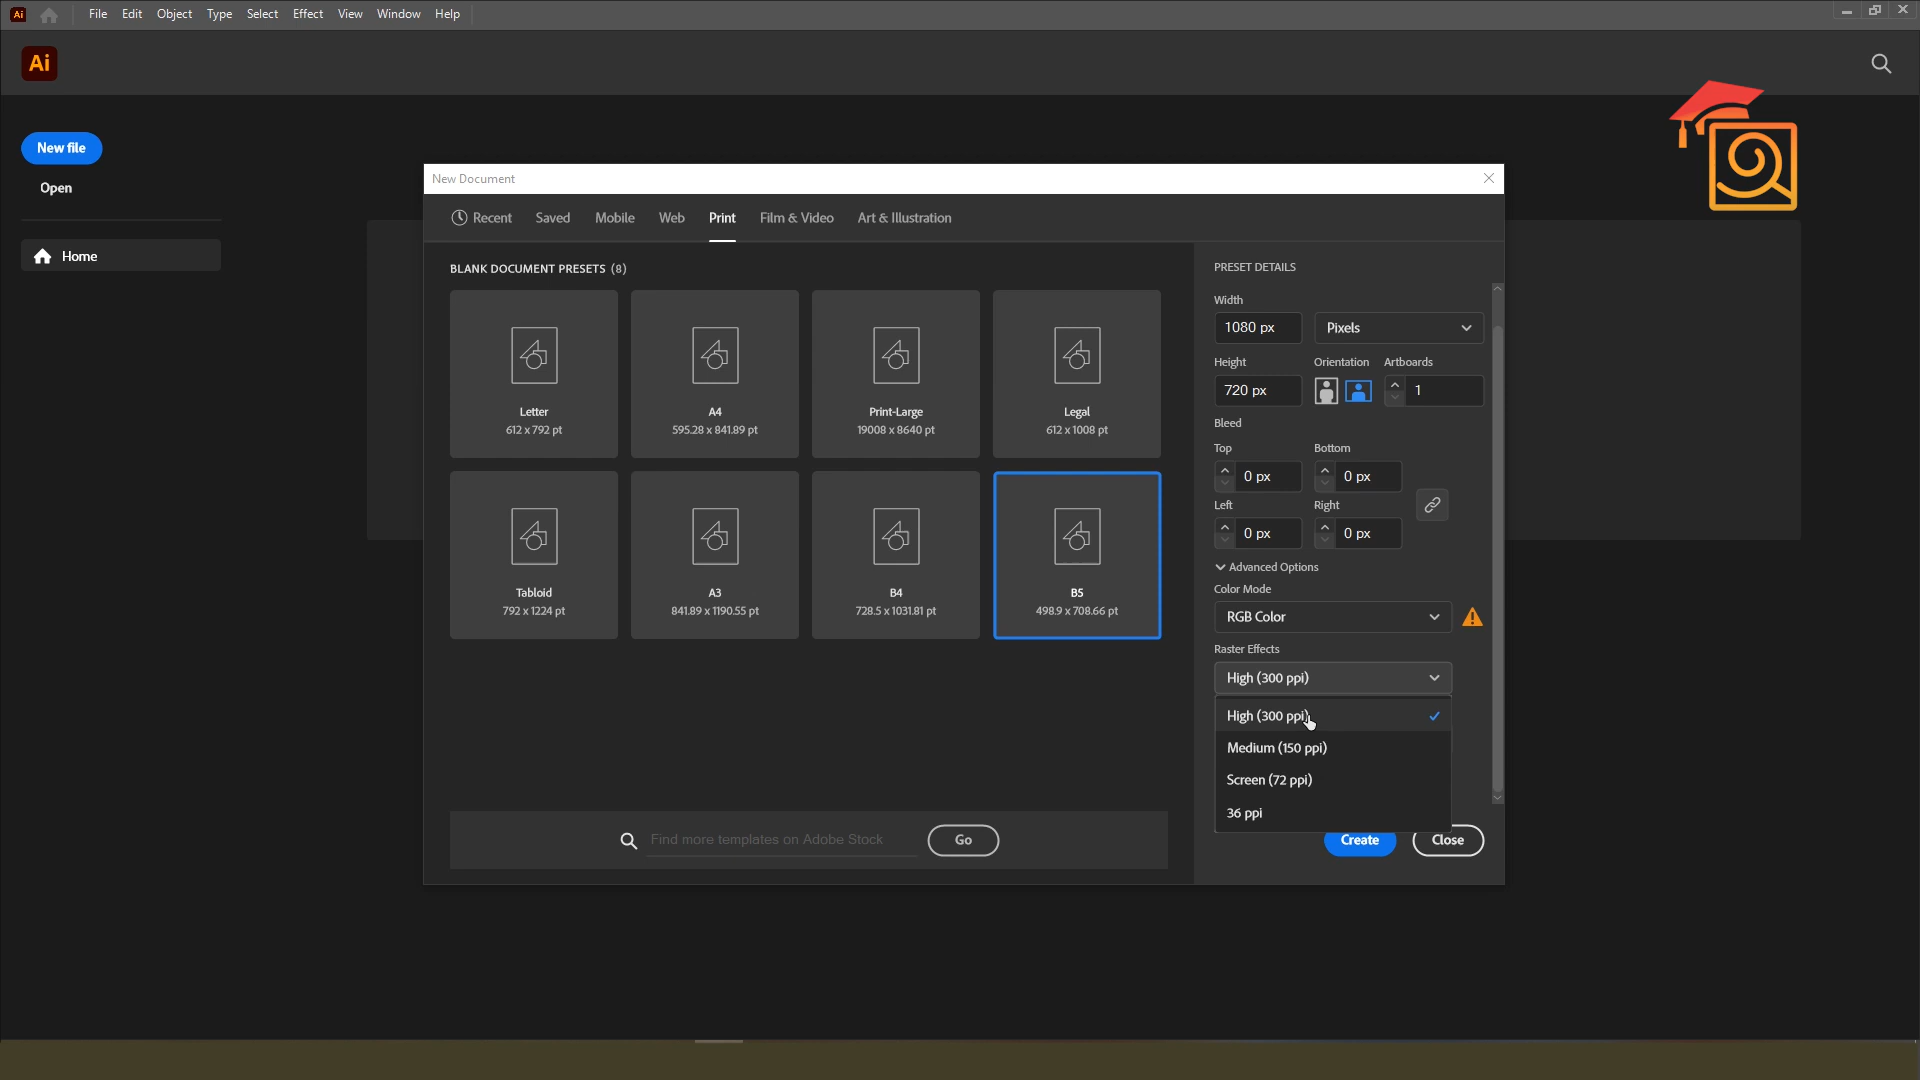 Ai File Edit Object Type Select Effect View Window Help
Ai
New file
Open
Home
New Document
Recent Saved Mobile Web Print Film & Video Art & Illustration
BLANK DOCUMENT PRESETS (8)
Letter
612 x 792 pt
A4
595.28 x 841.89 pt
Print-Large
19008 x 8640 pt
Legal
612 x 1008 pt
Tabloid
792 x 1224 pt
A3
841.89 x 1190.55 pt
B4
728.5 x 1031.81 pt
B5
498.9 x 708.66 pt
Find more templates on Adobe Stock Go
PRESET DETAILS
Width
1080 px Pixels
Height Orientation Artboards
720 px 1
Bleed
Top Bottom
0 px 0 px
Left Right
0 px 0 px
Advanced Options
Color Mode
RGB Color
Raster Effects
High (300 ppi)
High (300 ppi)
Medium (150 ppi)
Screen (72 ppi)
36 ppi
Create Close